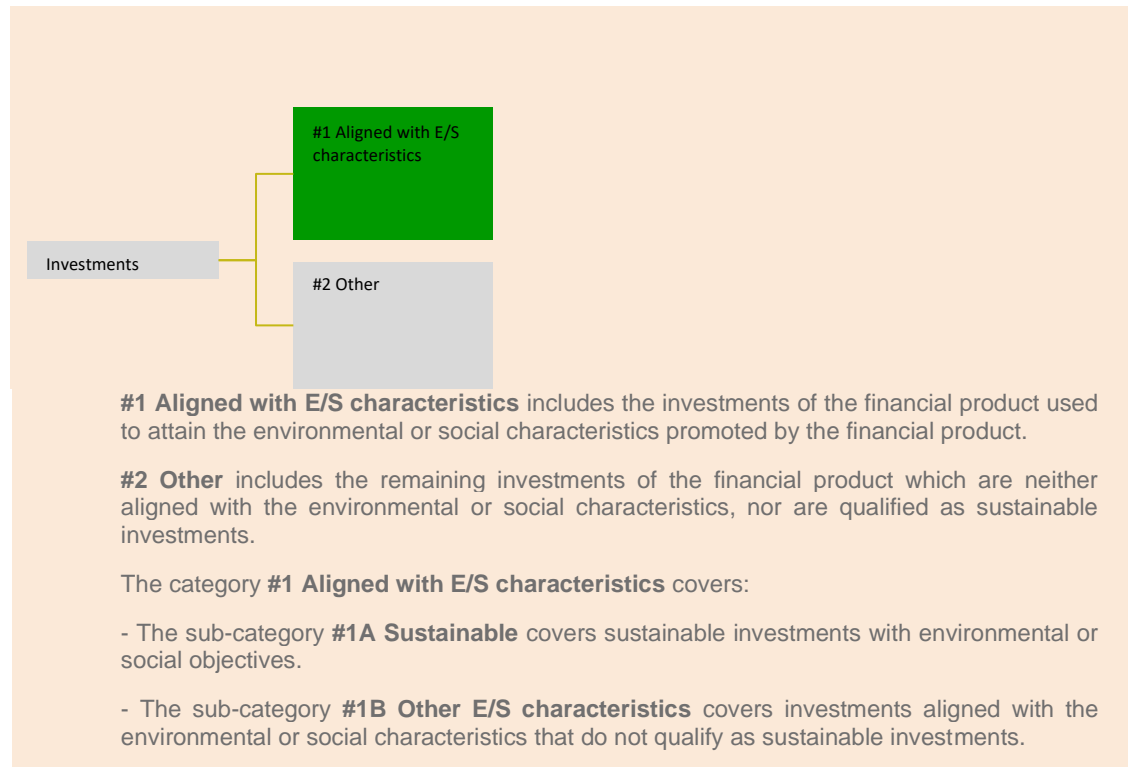 #1 Aligned with E/S
characteristics
Investments
#2 Other
#1 Aligned with E/S characteristics includes the investments of the financial product used
to attain the environmental or social characteristics promoted by the financial product.
#2 Other includes the remaining investments of the financial product which are neither
aligned with the environmental or social characteristics, nor are qualified as sustainable
investments.
The category #1 Aligned with E/S characteristics covers:
- The sub-category #1A Sustainable covers sustainable investments with environmental or
social objectives.
- The sub-category #1B Other E/S characteristics covers investments aligned with the
environmental or social characteristics that do not qualify as sustainable investments.